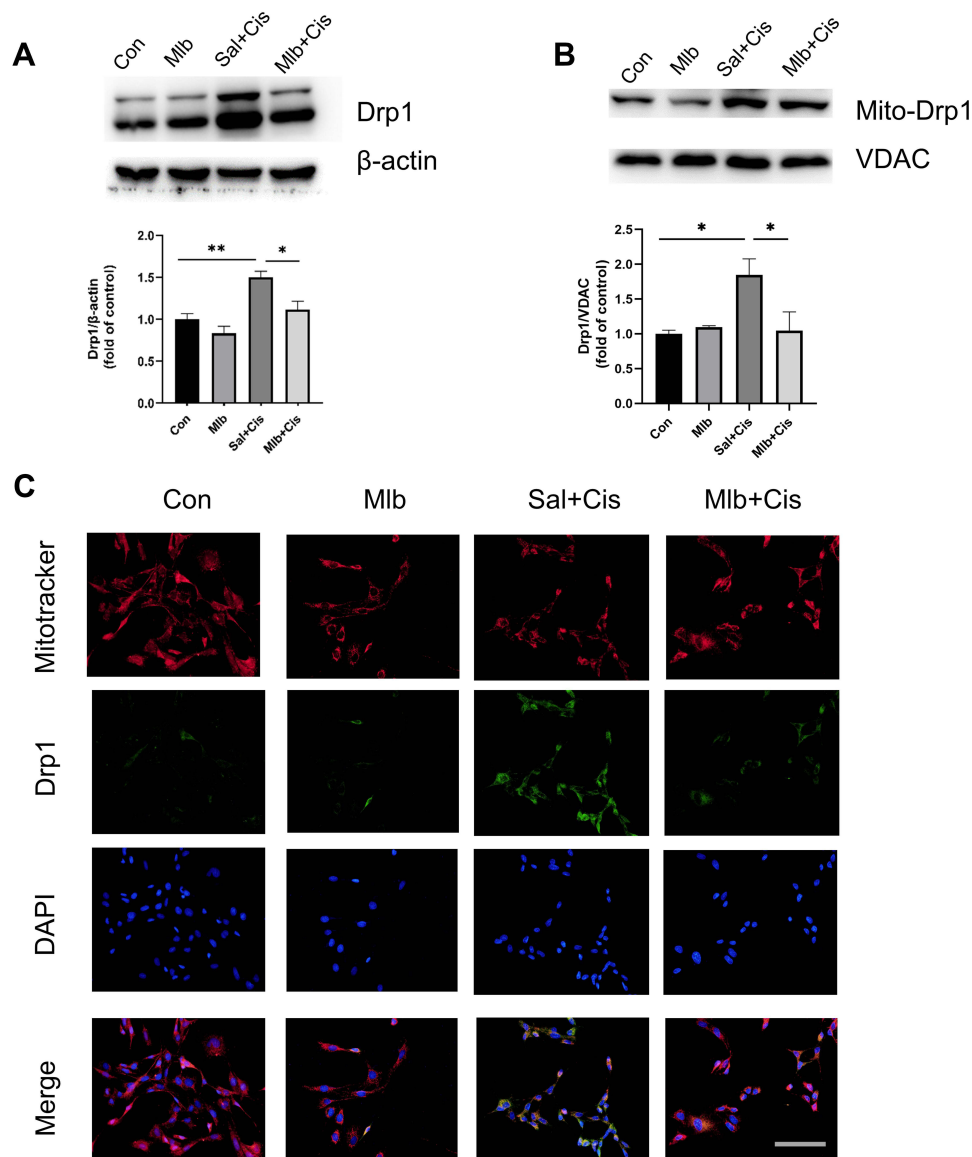 A
Con
Mlb
Sal+Cis
Mlb+Cis
Drp1
β-actin
**
*
Drp1/β-actin
(fold of control)
2.0
1.5
1.0
0.5
0.0
Con
Mlb
Sal+Cis
Mlb+Cis
B
Con
Mlb
Sal+Cis
Mlb+Cis
Mito-Drp1
VDAC
*
*
Drp1/VDAC
(fold of control)
2.5
2.0
1.5
1.0
0.5
0.0
Con
Mlb
Sal+Cis
Mlb+Cis
C
Con
Mlb
Sal+Cis
Mlb+Cis
Mitotracker
Drp1
DAPI
Merge